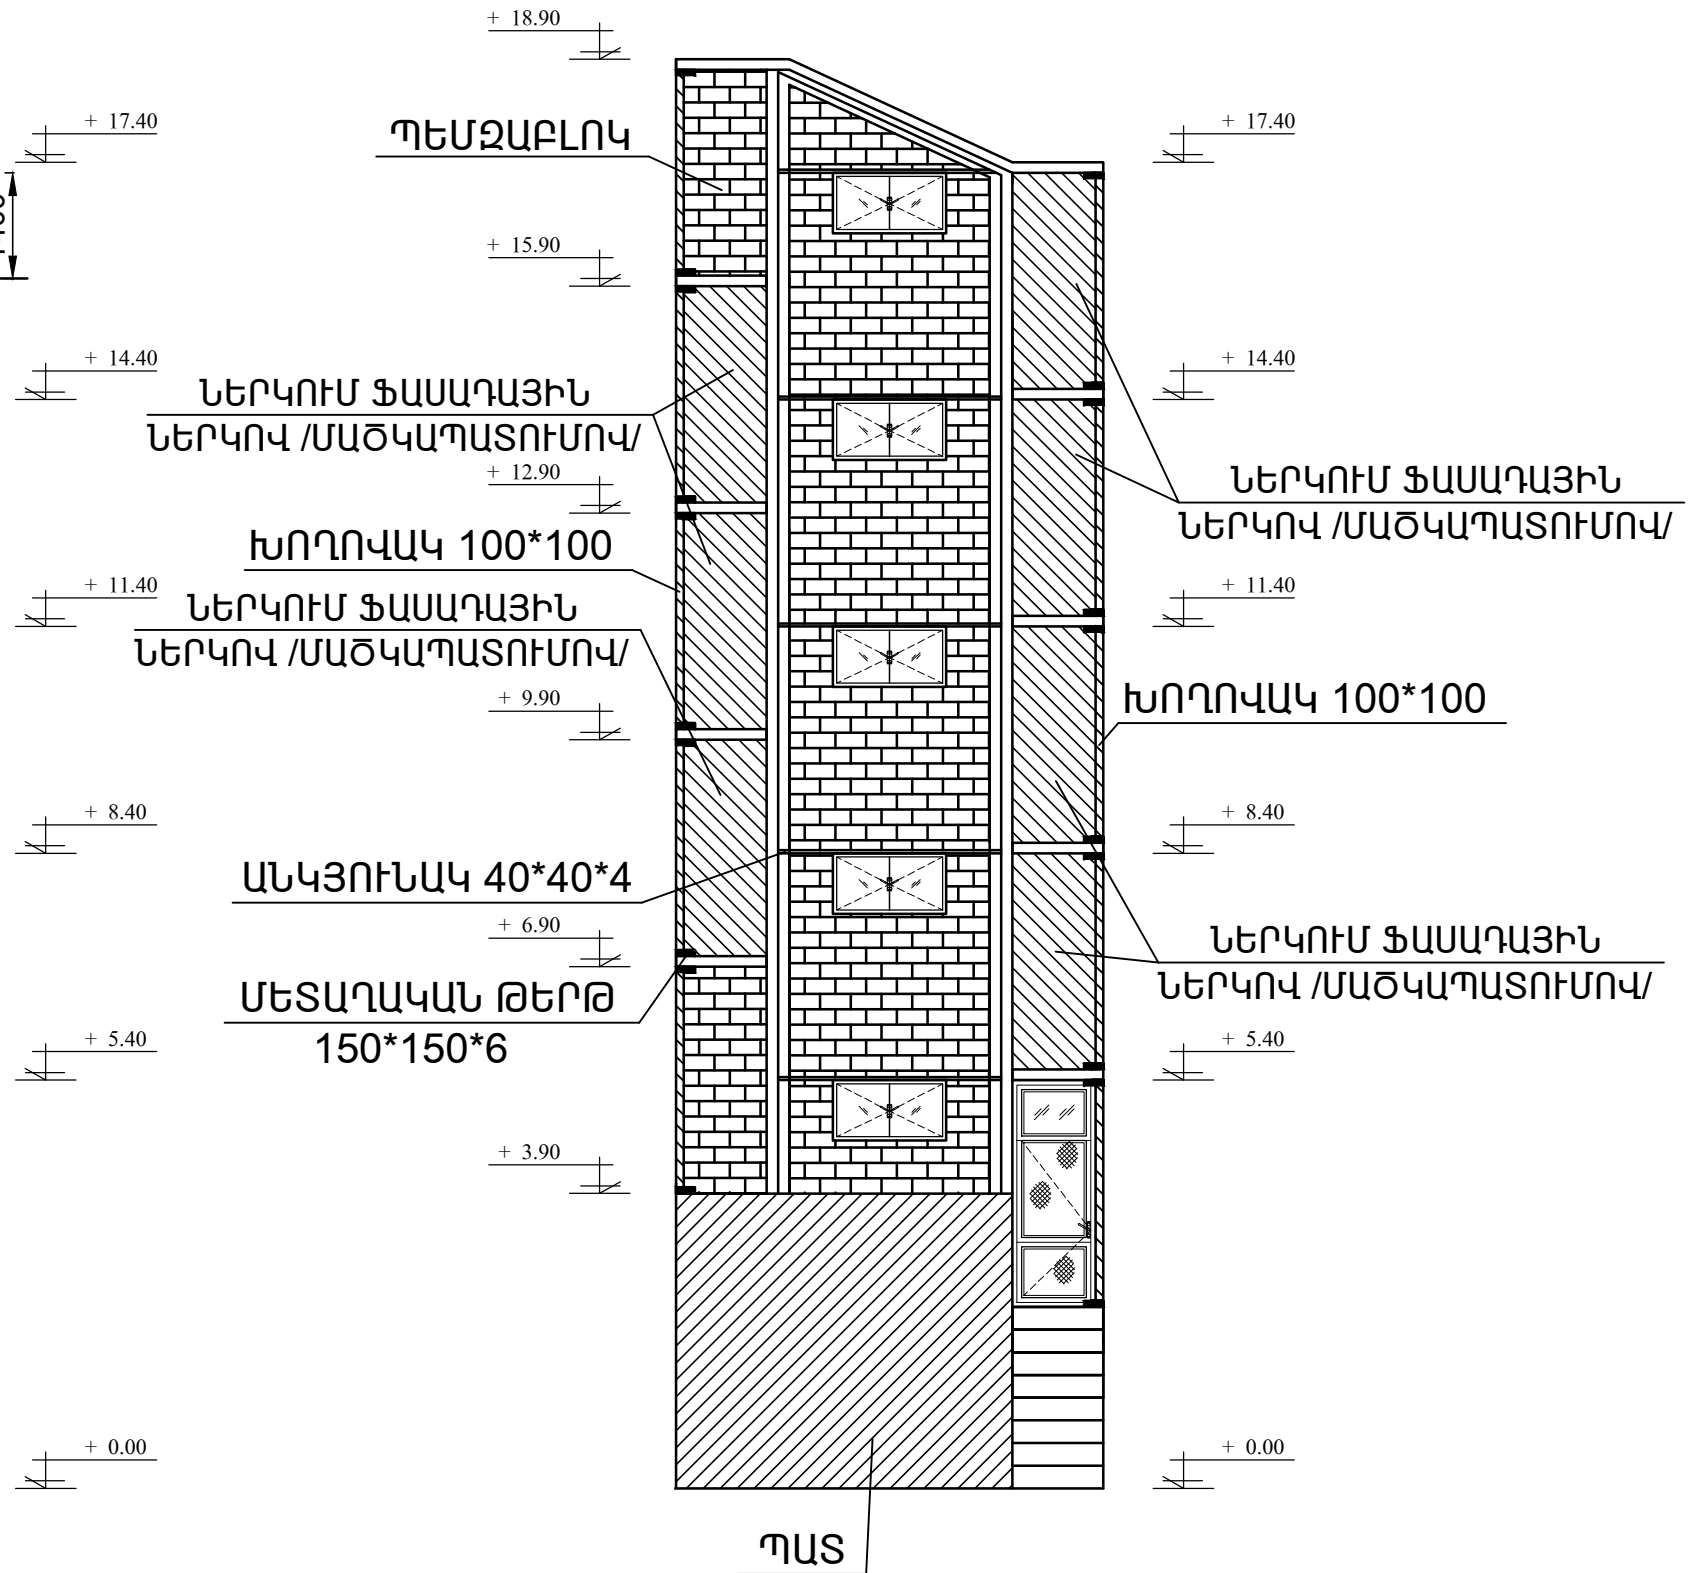 + 18.90
+ 17.40
+ 17.40
ՊԵՄԶԱԲԼՈԿ
+ 15.90
+ 14.40
+ 14.40
ՆԵՐԿՈՒՄ ՖԱՍԱԴԱՅԻՆ
ՆԵՐԿՈՎ /ՄԱԾԿԱՊԱՏՈՒՄՈՎ/
+ 12.90
ՆԵՐԿՈՒՄ ՖԱՍԱԴԱՅԻՆ
ՆԵՐԿՈՎ /ՄԱԾԿԱՊԱՏՈՒՄՈՎ/
ԽՈՂՈՎԱԿ 100*100
+ 11.40
+ 11.40
ՆԵՐԿՈՒՄ ՖԱՍԱԴԱՅԻՆ
ՆԵՐԿՈՎ /ՄԱԾԿԱՊԱՏՈՒՄՈՎ/
+ 9.90
ԽՈՂՈՎԱԿ 100*100
+ 8.40
+ 8.40
ԱՆԿՅՈՒՆԱԿ 40*40*4
+ 6.90
ՆԵՐԿՈՒՄ ՖԱՍԱԴԱՅԻՆ
ՆԵՐԿՈՎ /ՄԱԾԿԱՊԱՏՈՒՄՈՎ/
ՄԵՏԱՂԱԿԱՆ ԹԵՐԹ
150*150*6
+ 5.40
+ 5.40
+ 3.90
+ 0.00
+ 0.00
ՊԱՏ